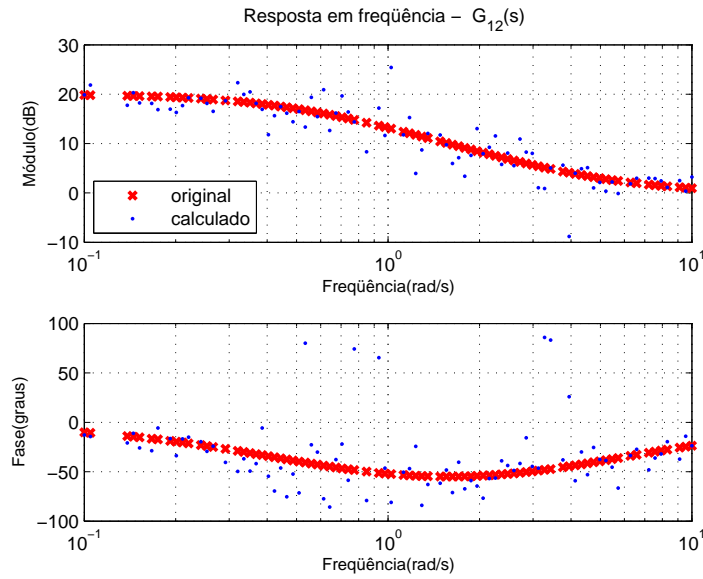 Resposta em freqüência − G12(s)
Módulo(dB)
30
20
10
0
−10
original
calculado
10−1
100
101
Freqüência(rad/s)
Fase(graus)
100
50
0
−50
−100
10−1
100
101
Freqüência(rad/s)